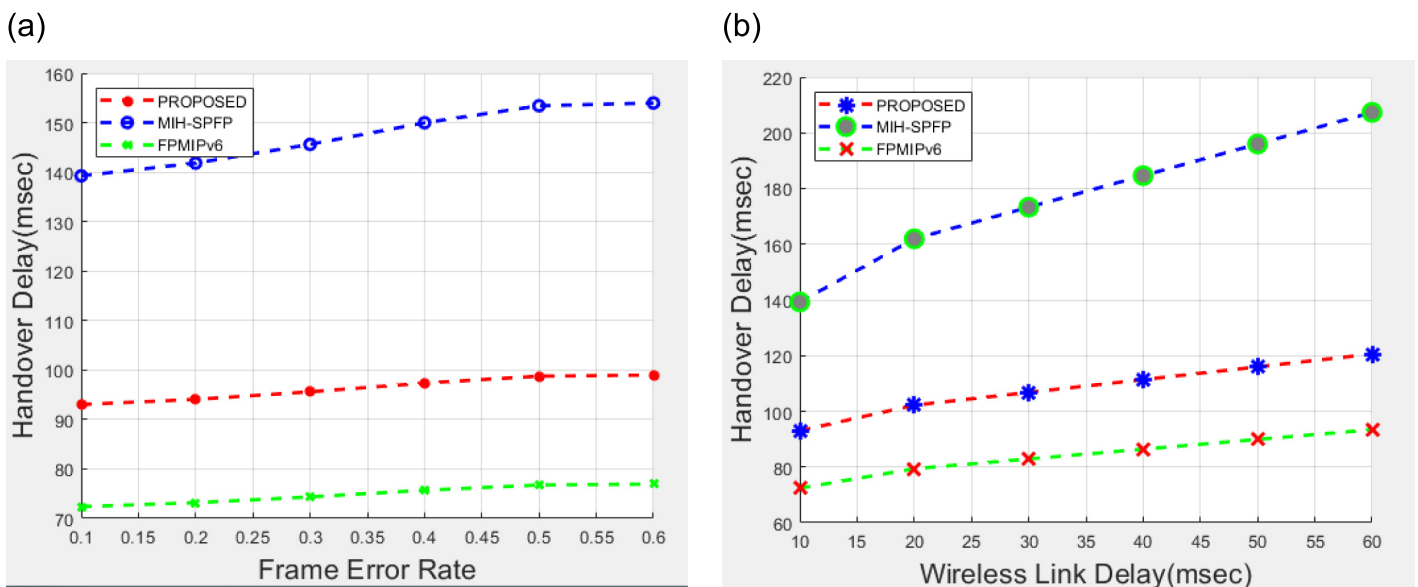 (a)
160
150
140
130
120
110
100
90
80
70
0.1 0.15 0.2 0.25 0.3 0.35 0.4 0.45 0.5 0.55 0.6
Handover Delay(msec)
Frame Error Rate
PROPOSED
MIH-SPFP
FPMIPv6
(b)
220
200
180
160
140
120
100
80
60
10 15 20 25 30 35 40 45 50 55 60
Handover Delay(msec)
Wireless Link Delay(msec)
PROPOSED
MIH-SPFP
FPMIPv6